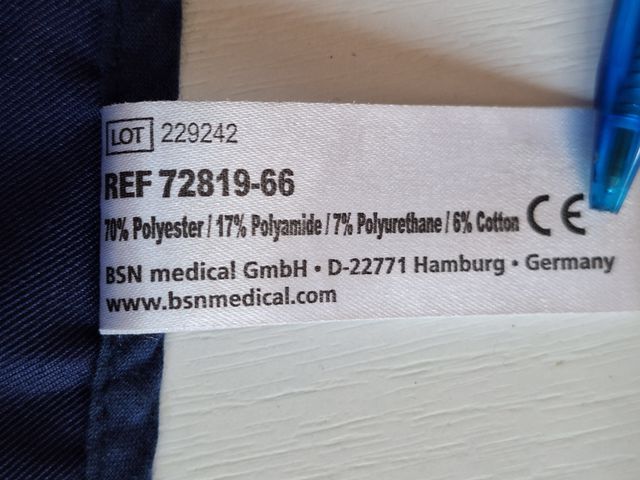 LOT 229242
REF 72819-66
70% Polyester / 17% Polyamide / 7% Polyurethane / 6% Cotton CE
BSN medical GmbH • D-22771 Hamburg • Germany
www.bsnmedical.com